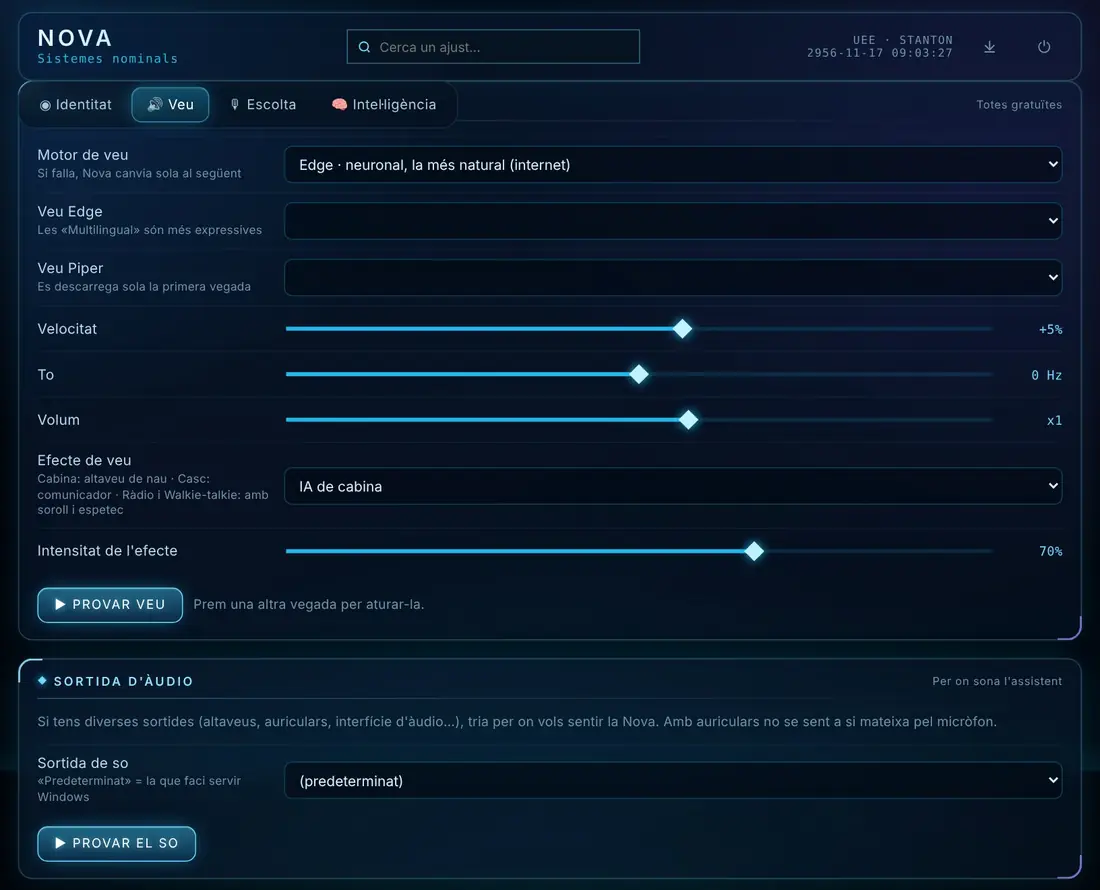 NOVA
Sistemes nominals
Cerca un ajust...
UEE · STANTON
2956-11-17 09:03:27
Identitat
Veu
Escolta
Intel·ligència
Totes gratuïtes
Motor de veu
Si falla, Nova canvia sola al següent
Edge · neuronal, la més natural (internet)
Veu Edge
Les «Multilingual» són més expressives
Veu Piper
Es descarrega sola la primera vegada
Velocitat
+5%
To
0 Hz
Volum
x1
Efecte de veu
Cabina: altaveu de nau · Casc:
comunicador · Ràdio i Walkie-talkie: amb
soroll i espetec
IA de cabina
Intensitat de l'efecte
70%
PROVAR VEU
Prem una altra vegada per aturar-la.
SORTIDA D'ÀUDIO
Per on sona l'assistent
Si tens diverses sortides (altaveus, auriculars, interfície d'àudio...), tria per on vols sentir la Nova. Amb auriculars no se sent a si mateixa pel micròfon.
Sortida de so
«Predeterminat» = la que faci servir
Windows
(predeterminat)
PROVAR EL SO